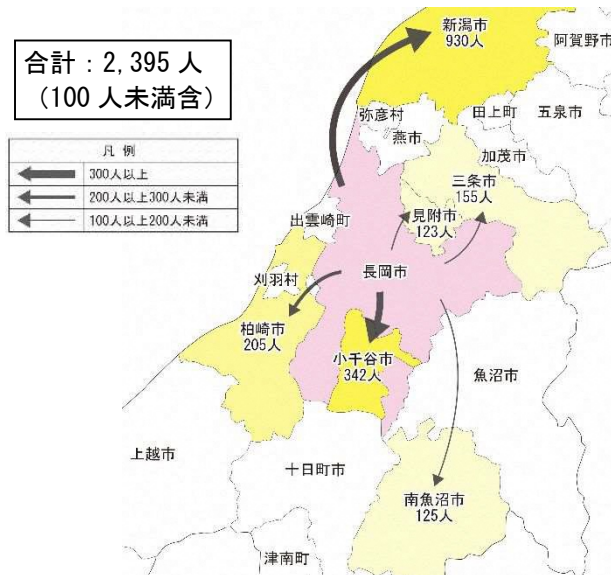 合計：2,395 人
（100 人未満含）
凡 例
300人以上
200人以上300人未満
100人以上200人未満
新潟市
930人
阿賀野市
弥彦村
燕市
田上町
五泉市
加茂市
三条市
155人
見附市
123人
出雲崎町
長岡市
刈羽村
柏崎市
205人
小千谷市
342人
魚沼市
上越市
十日町市
南魚沼市
125人
津南町